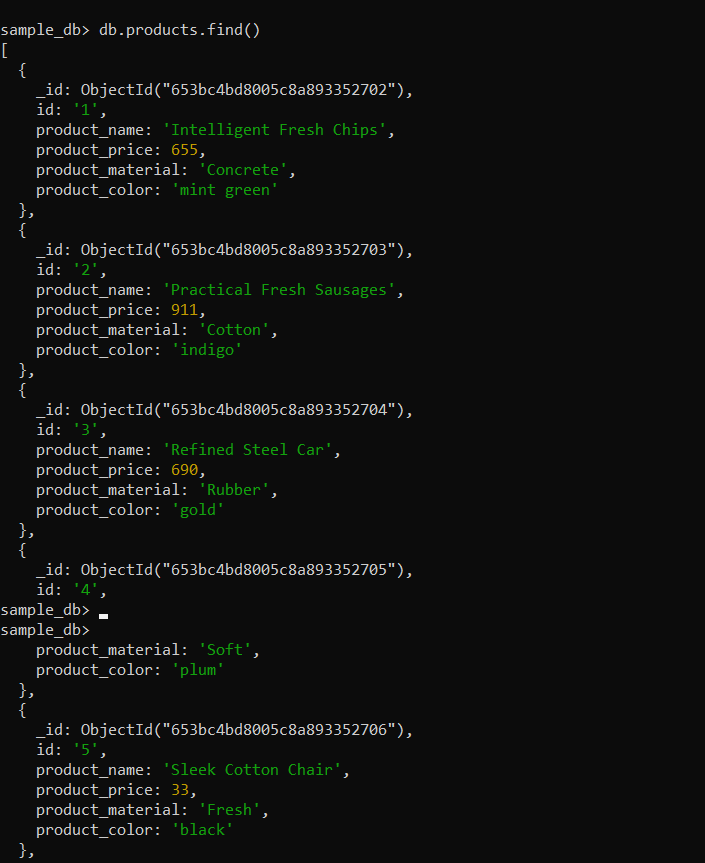 sample_db> db.products.find()
[
  {
    _id: ObjectId("653bc4bd8005c8a893352702"),
    id: '1',
    product_name: 'Intelligent Fresh Chips',
    product_price: 655,
    product_material: 'Concrete',
    product_color: 'mint green'
  },
  {
    _id: ObjectId("653bc4bd8005c8a893352703"),
    id: '2',
    product_name: 'Practical Fresh Sausages',
    product_price: 911,
    product_material: 'Cotton',
    product_color: 'indigo'
  },
  {
    _id: ObjectId("653bc4bd8005c8a893352704"),
    id: '3',
    product_name: 'Refined Steel Car',
    product_price: 690,
    product_material: 'Rubber',
    product_color: 'gold'
  },
  {
    _id: ObjectId("653bc4bd8005c8a893352705"),
    id: '4',
sample_db>
sample_db>
    product_material: 'Soft',
    product_color: 'plum'
  },
  {
    _id: ObjectId("653bc4bd8005c8a893352706"),
    id: '5',
    product_name: 'Sleek Cotton Chair',
    product_price: 33,
    product_material: 'Fresh',
    product_color: 'black'
  },